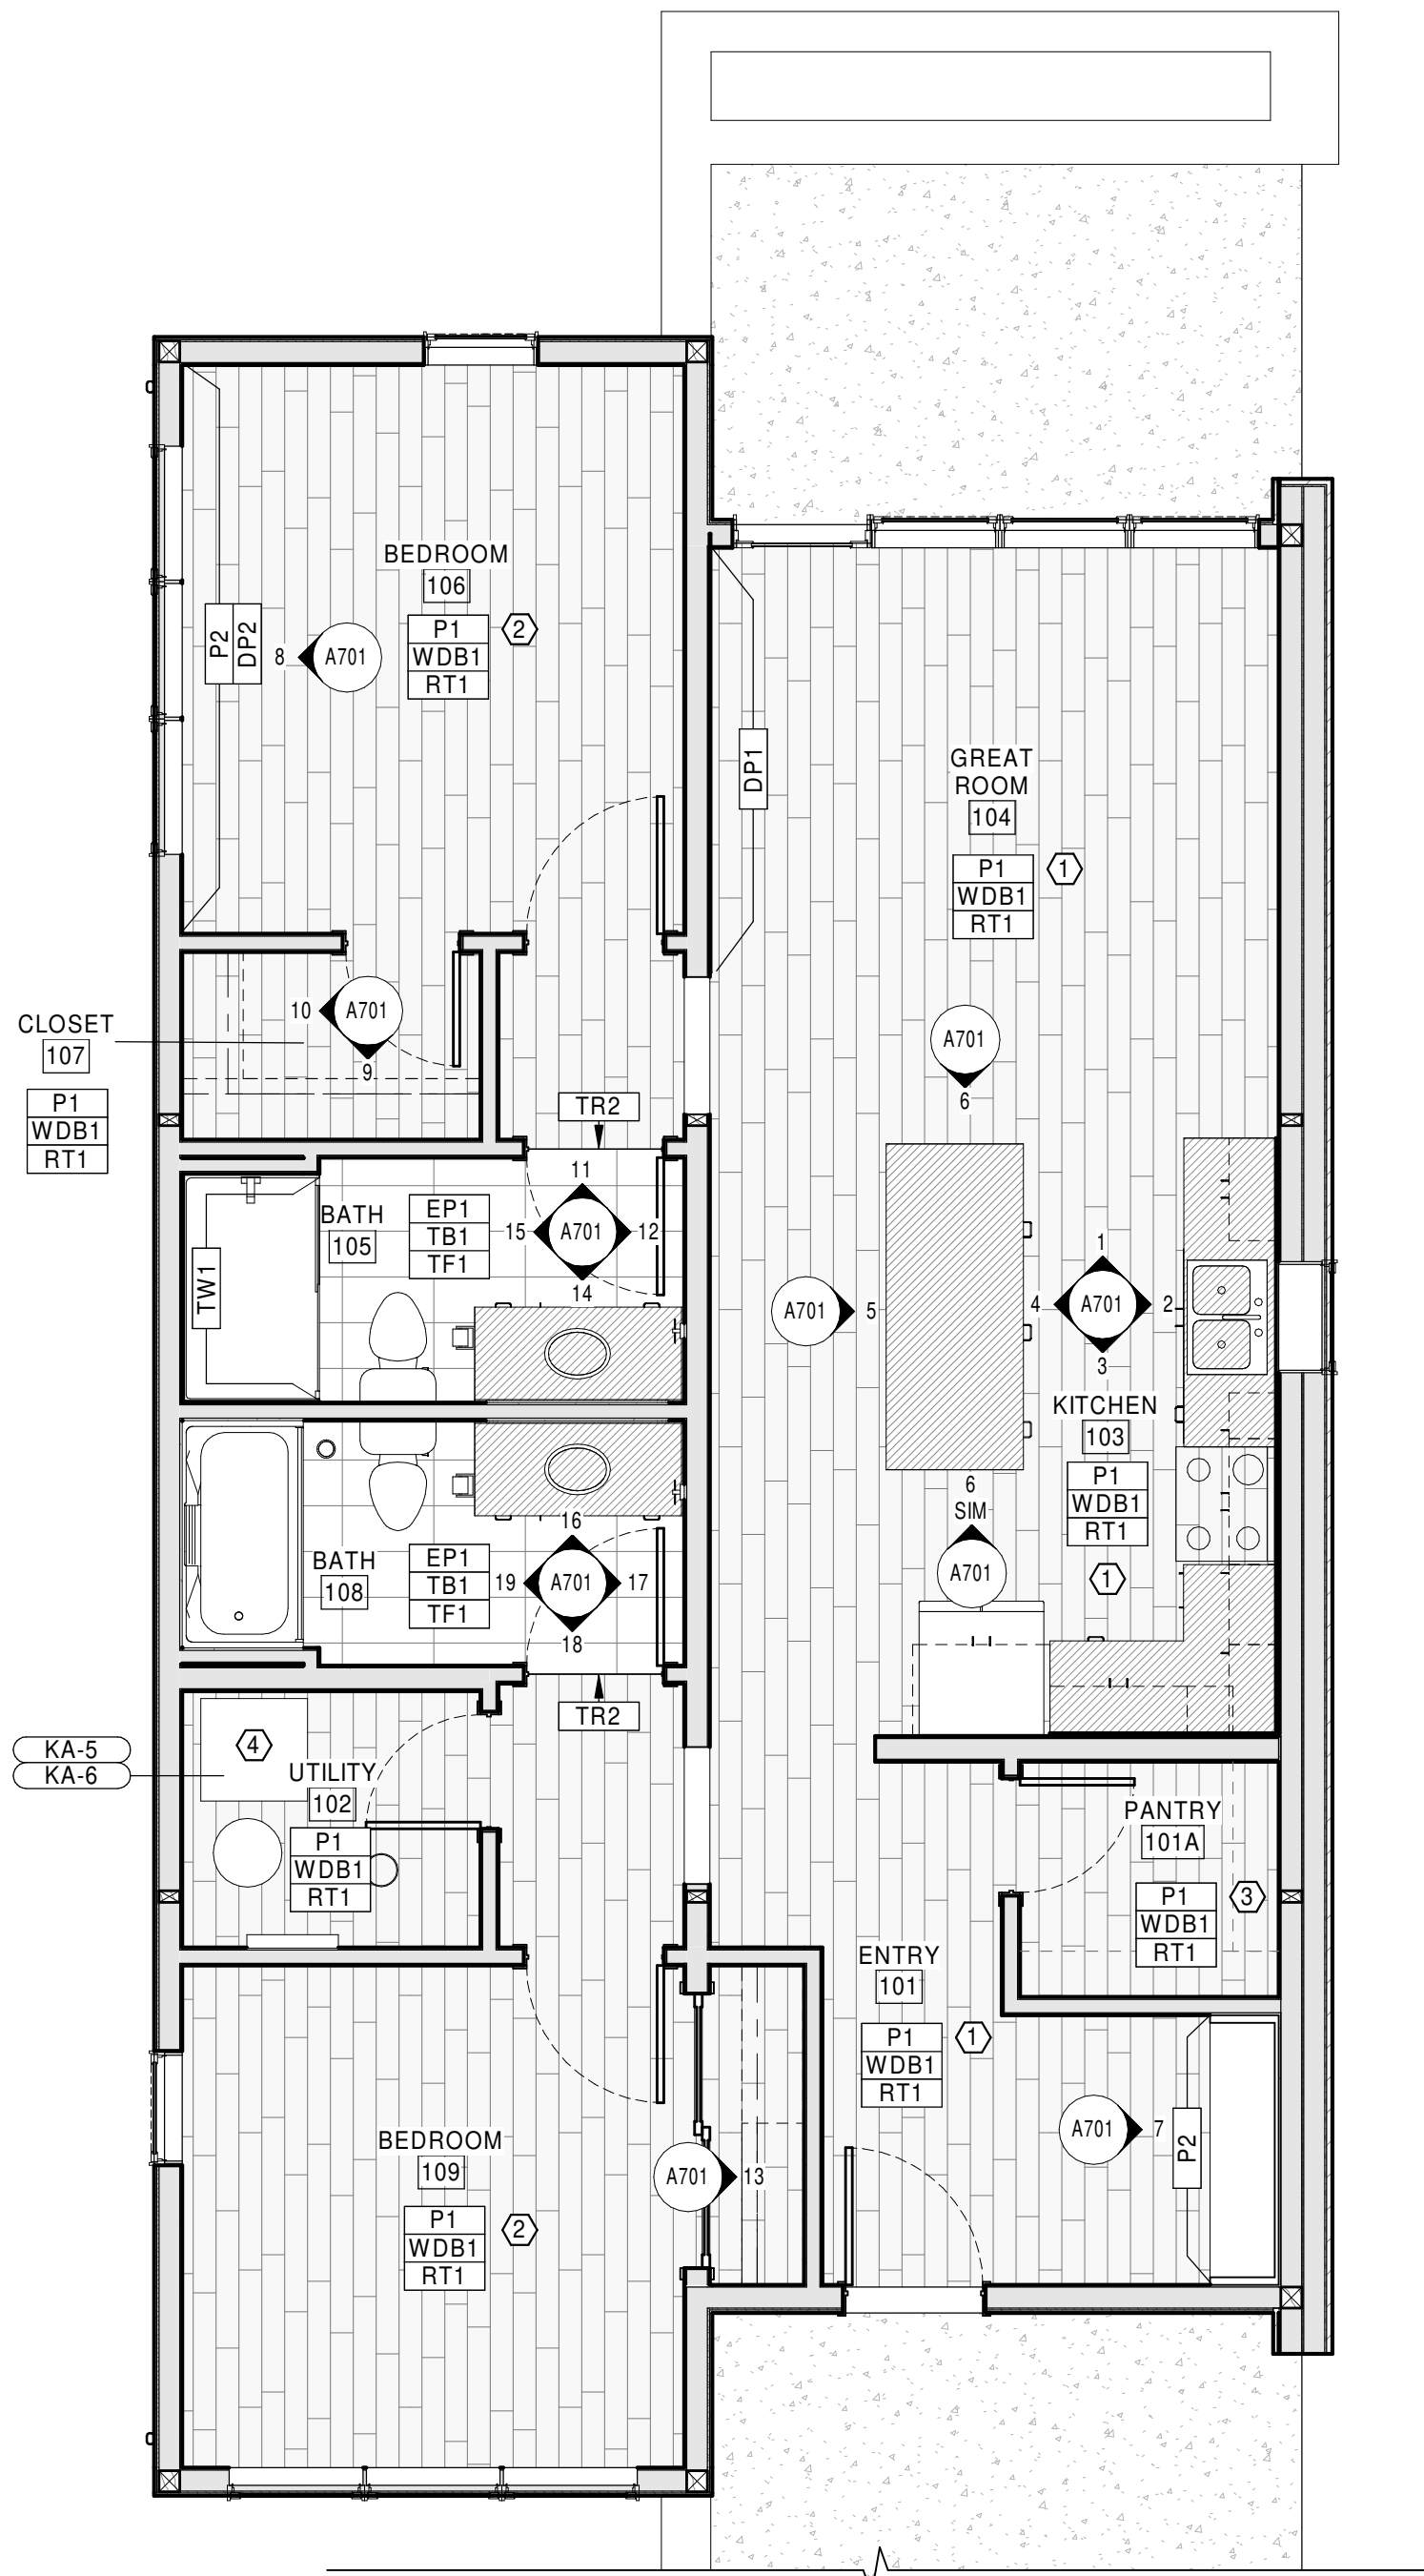 BEDROOM
106
P1
WDB1
RT1
2
P2
DP2
8
A701
GREAT
ROOM
104
P1
WDB1
RT1
1
DP1
CLOSET
107
P1
WDB1
RT1
10
A701
9
A701
6
TR2
11
15
A701
12
14
BATH
105
EP1
TB1
TF1
TW1
A701
5
1
4
A701
2
3
KITCHEN
103
P1
WDB1
RT1
1
6
SIM
A701
BATH
108
EP1
TB1
TF1
16
19
A701
17
18
TR2
KA-5
KA-6
4
UTILITY
102
P1
WDB1
RT1
PANTRY
101A
P1
WDB1
RT1
3
ENTRY
101
P1
WDB1
RT1
1
A701
7
P2
BEDROOM
109
P1
WDB1
RT1
2
A701
13